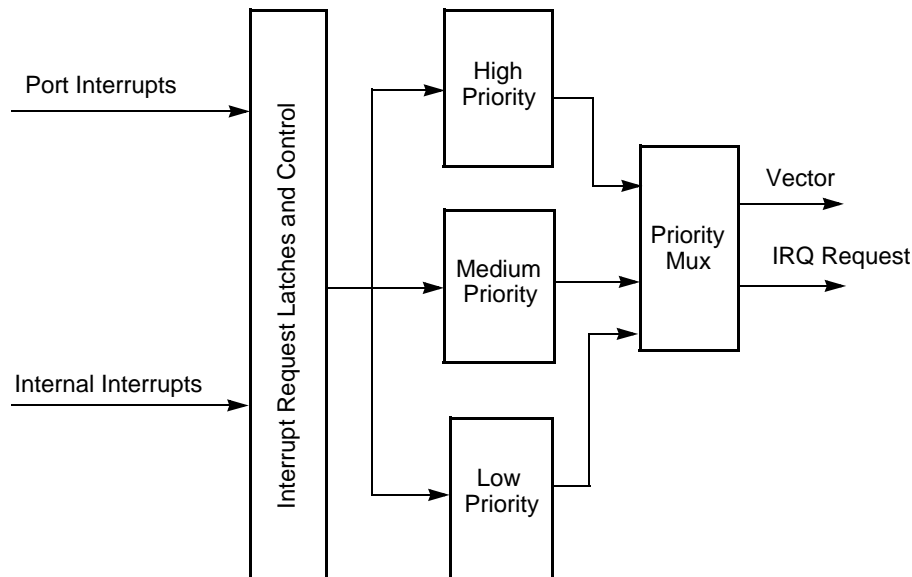 Port Interrupts
Internal Interrupts
Interrupt Request Latches and Control
High
Priority
Medium
Priority
Low
Priority
Priority
Mux
Vector
IRQ Request